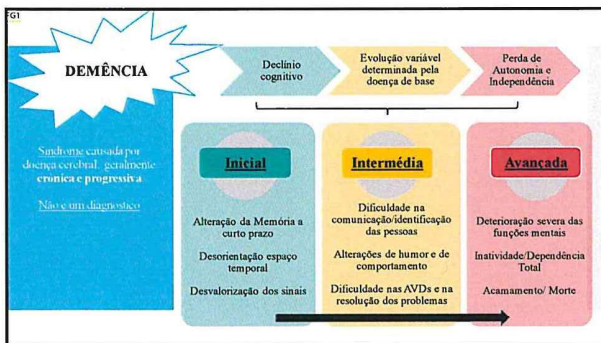 FG1
DEMÊNCIA
Síndrome causada por
doença cerebral, geralmente
crónica e progressiva
Não é um diagnóstico
Declínio
cognitivo
Evolução variável
determinada pela
doença de base
Perda de
Autonomia e
Independência
Inicial
Alteração da Memória a
curto prazo
Desorientação espaço
temporal
Desvalorização dos sinais
Intermédia
Dificuldade na
comunicação/identificação
das pessoas
Alterações de humor e de
comportamento
Dificuldade nas AVDs e na
resolução dos problemas
Avançada
Deterioração severa das
funções mentais
Inatividade/Dependência
Total
Acamamento/ Morte